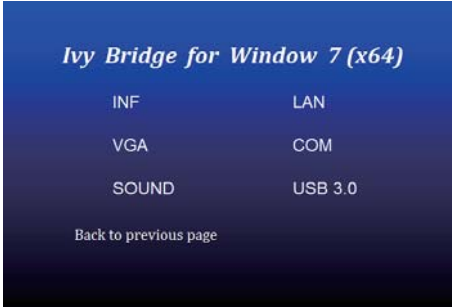 Ivy Bridge for Window 7 (x64)
INF LAN
VGA COM
SOUND USB 3.0
Back to previous page